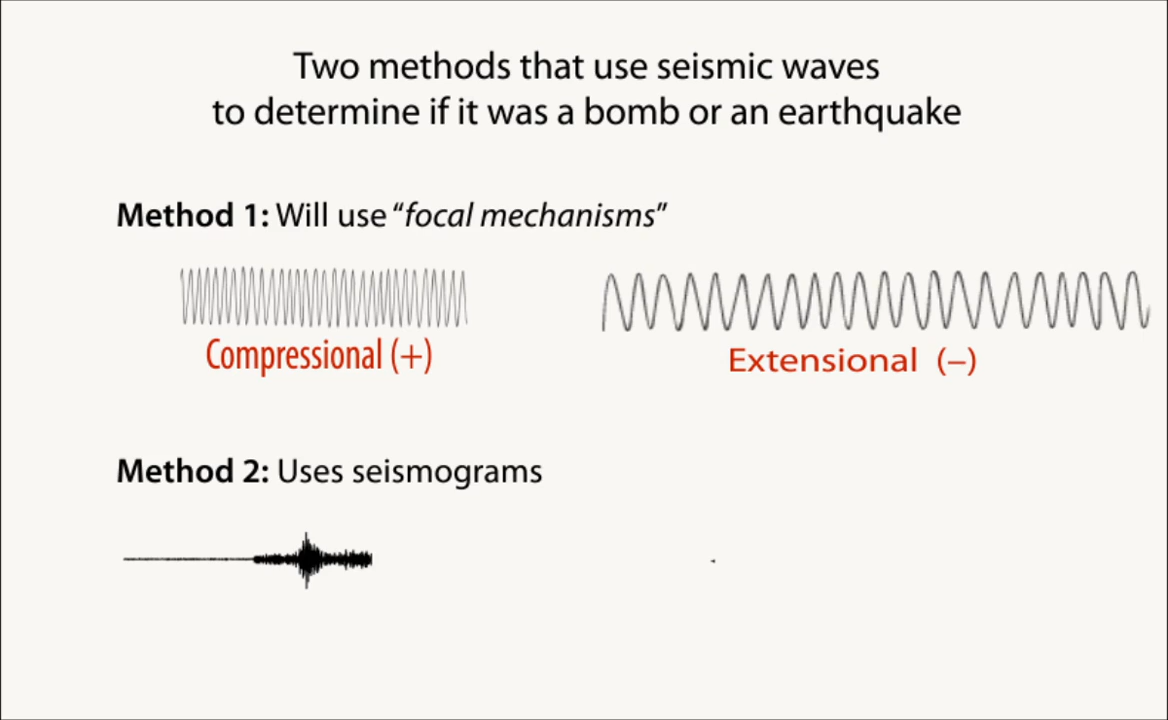 Two methods that use seismic waves
to determine if it was a bomb or an earthquake
Method 1: Will use “focal mechanisms”
Compressional (+)
Extensional (–)
Method 2: Uses seismograms